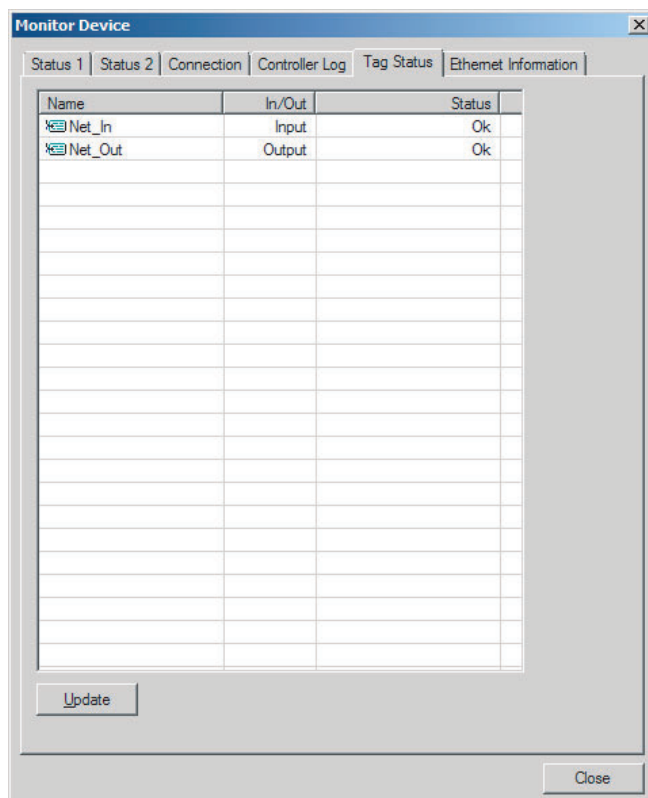 Monitor Device
Status 1 Status 2 Connection Controller Log Tag Status Ethernet Information
Name In/Out Status
Net_In Input Ok
Net_Out Output Ok
Update
Close